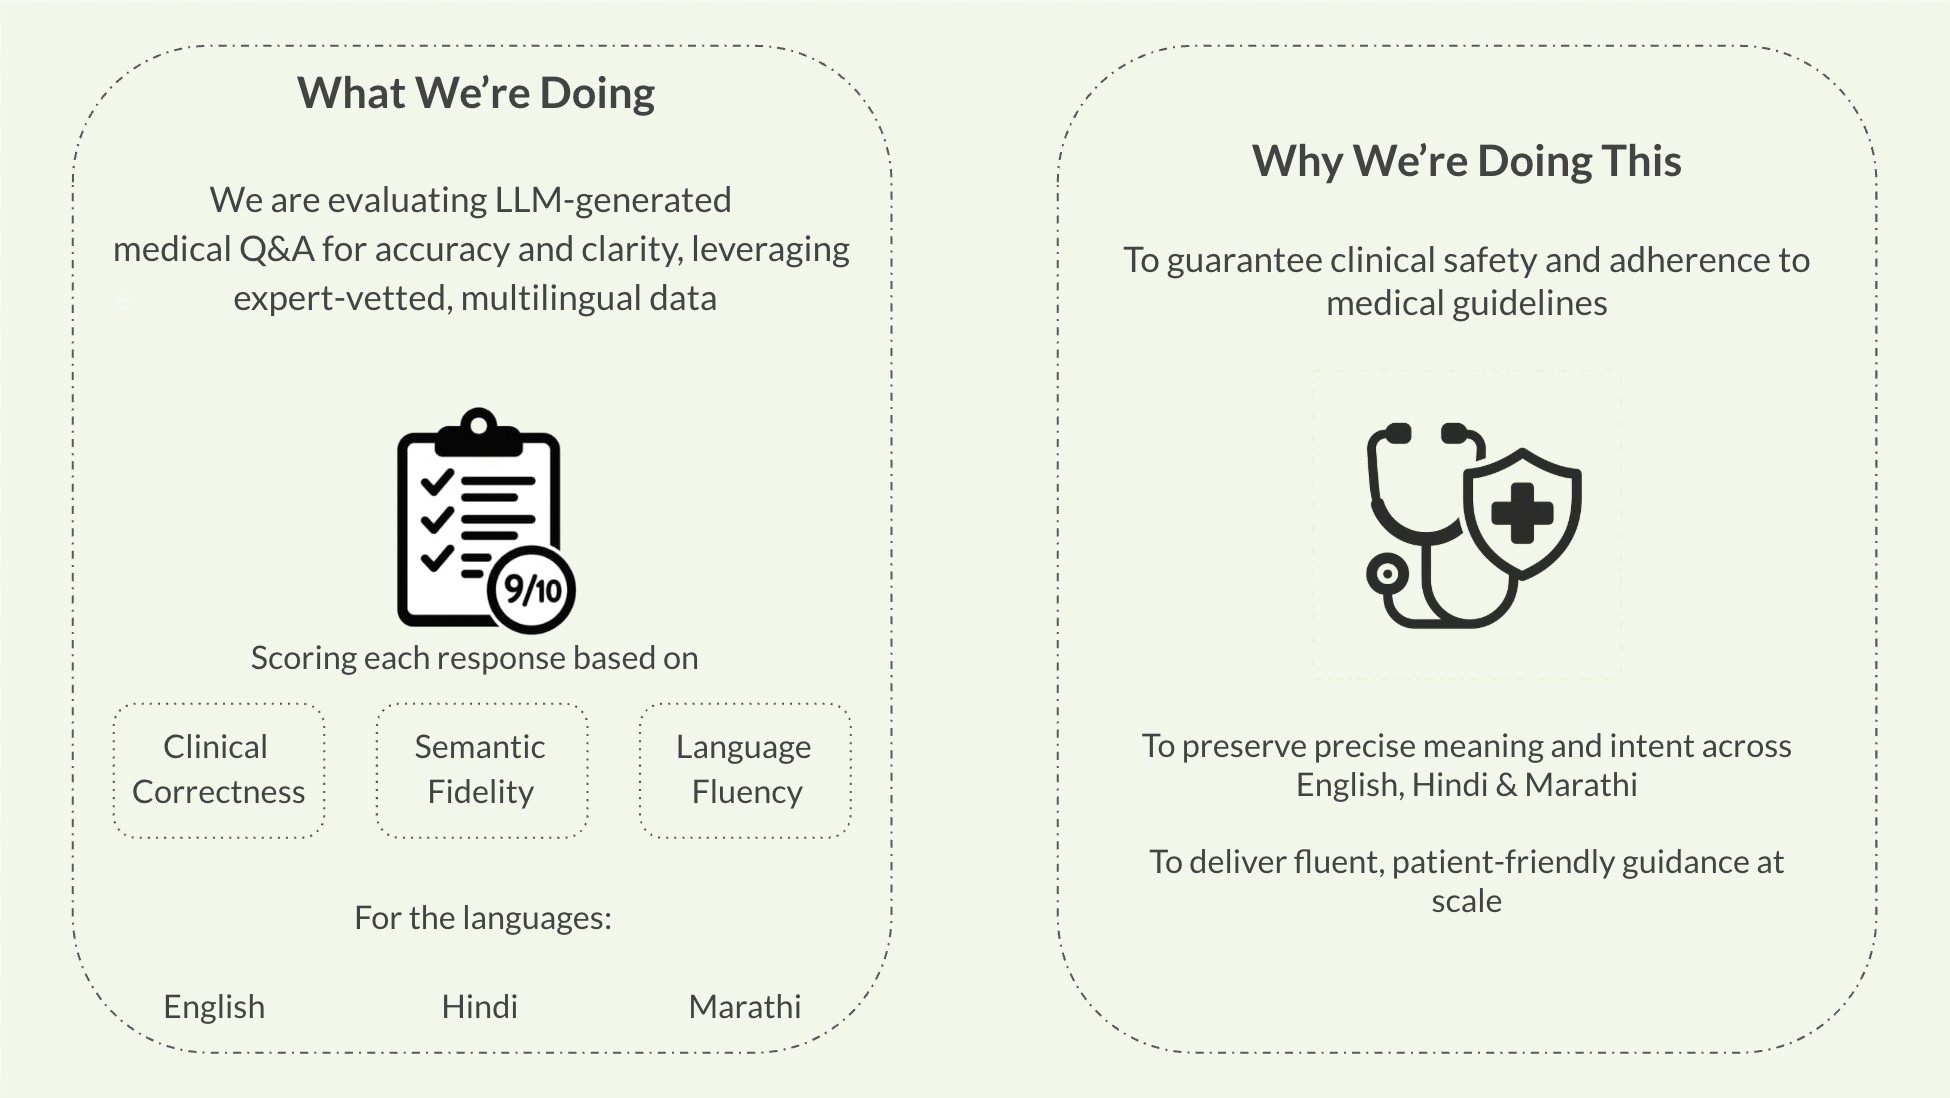 What We’re Doing
We are evaluating LLM-generated
medical Q&A for accuracy and clarity, leveraging
expert-vetted, multilingual data
9/10
Scoring each response based on
Clinical
Correctness
Semantic
Fidelity
Language
Fluency
For the languages:
English
Hindi
Marathi
Why We’re Doing This
To guarantee clinical safety and adherence to
medical guidelines
To preserve precise meaning and intent across
English, Hindi & Marathi
To deliver fluent, patient-friendly guidance at
scale